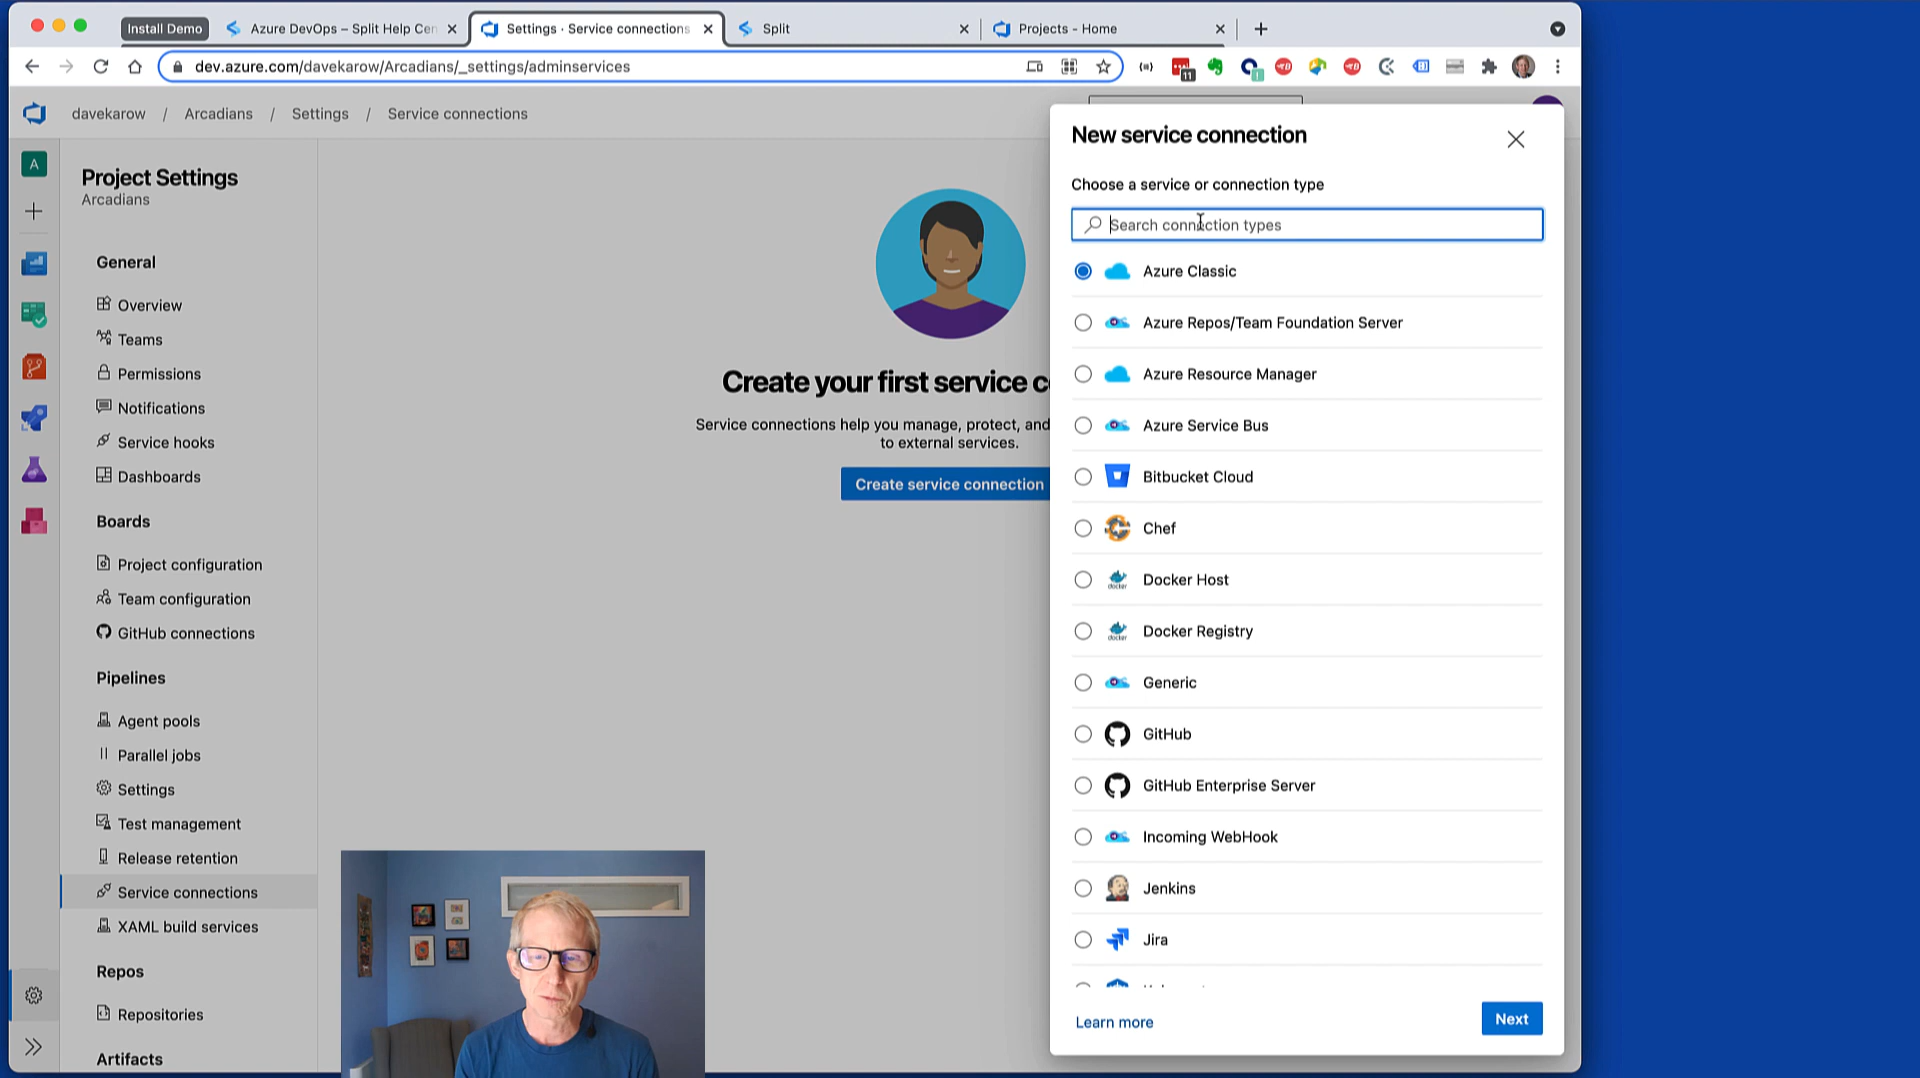 Install Demo
Azure DevOps – Split Help Cen
Settings · Service connections
Split
Projects - Home
dev.azure.com/davekarow/Arcadians/_settings/adminservices
11
davekarow / Arcadians / Settings / Service connections
A
Project Settings
Arcadians
General
Overview
Teams
Permissions
Notifications
Service hooks
Dashboards
Boards
Project configuration
Team configuration
GitHub connections
Pipelines
Agent pools
Parallel jobs
Settings
Test management
Release retention
Service connections
XAML build services
Repos
Repositories
Artifacts
Create your first service c
Service connections help you manage, protect, and
to external services.
Create service connection
New service connection
Choose a service or connection type
Search connection types
Azure Classic
Azure Repos/Team Foundation Server
Azure Resource Manager
Azure Service Bus
Bitbucket Cloud
Chef
Docker Host
Docker Registry
Generic
GitHub
GitHub Enterprise Server
Incoming WebHook
Jenkins
Jira
Learn more
Next